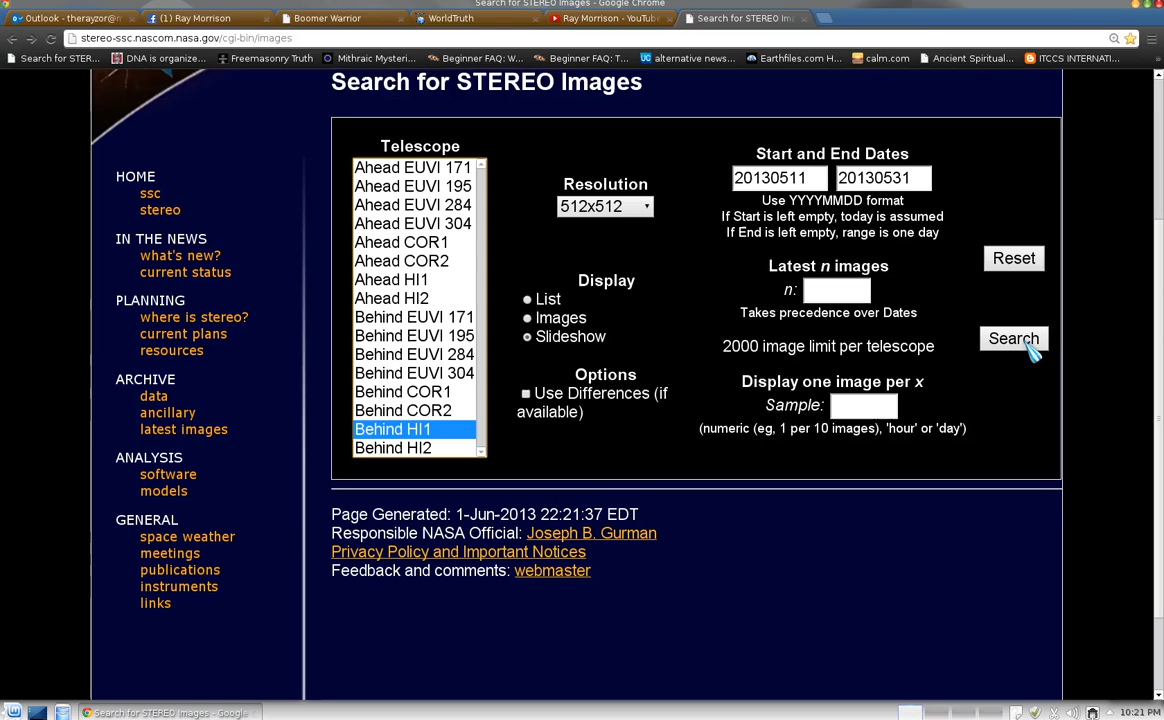 Search for STEREO Images - Google Chrome
Outlook - therayzor@
f (1) Ray Morrison
Boomer Warrior
WorldTruth
Ray Morrison - YouTube
Search for STEREO Im
stereo-ssc.nascom.nasa.gov/cgi-bin/images
Search for STER...
DNA is organize...
Freemasonry Truth
Mithraic Mysterie...
Beginner FAQ: T...
alternative news...
Earthfiles.com H...
calm.com
Ancient Spiritual...
ITCCS INTERNATI...
Search for STEREO Images
HOME
ssc
stereo
IN THE NEWS
what's new?
current status
PLANNING
where is stereo?
current plans
resources
ARCHIVE
data
ancillary
latest images
ANALYSIS
software
models
GENERAL
space weather
meetings
publications
instruments
links
Telescope
Ahead EUVI 171
Ahead EUVI 195
Ahead EUVI 284
Ahead EUVI 304
Ahead COR1
Ahead COR2
Ahead HI1
Ahead HI2
Behind EUVI 171
Behind EUVI 195
Behind EUVI 284
Behind EUVI 304
Behind COR1
Behind COR2
Behind HI1
Behind HI2
Resolution
512x512
Display
List
Images
Slideshow
Options
Use Differences (if
available)
Start and End Dates
20130511 20130531
Use YYYYMMDD format
If Start is left empty, today is assumed
If End is left empty, range is one day
Latest n images
n:
Takes precedence over Dates
2000 image limit per telescope
Display one image per x
Sample:
(numeric (eg, 1 per 10 images), 'hour' or 'day')
Reset
Search
Page Generated: 1-Jun-2013 22:21:37 EDT
Responsible NASA Official: Joseph B. Gurman
Privacy Policy and Important Notices
Feedback and comments: webmaster
Search for STEREO Images - Google
10:21 PM